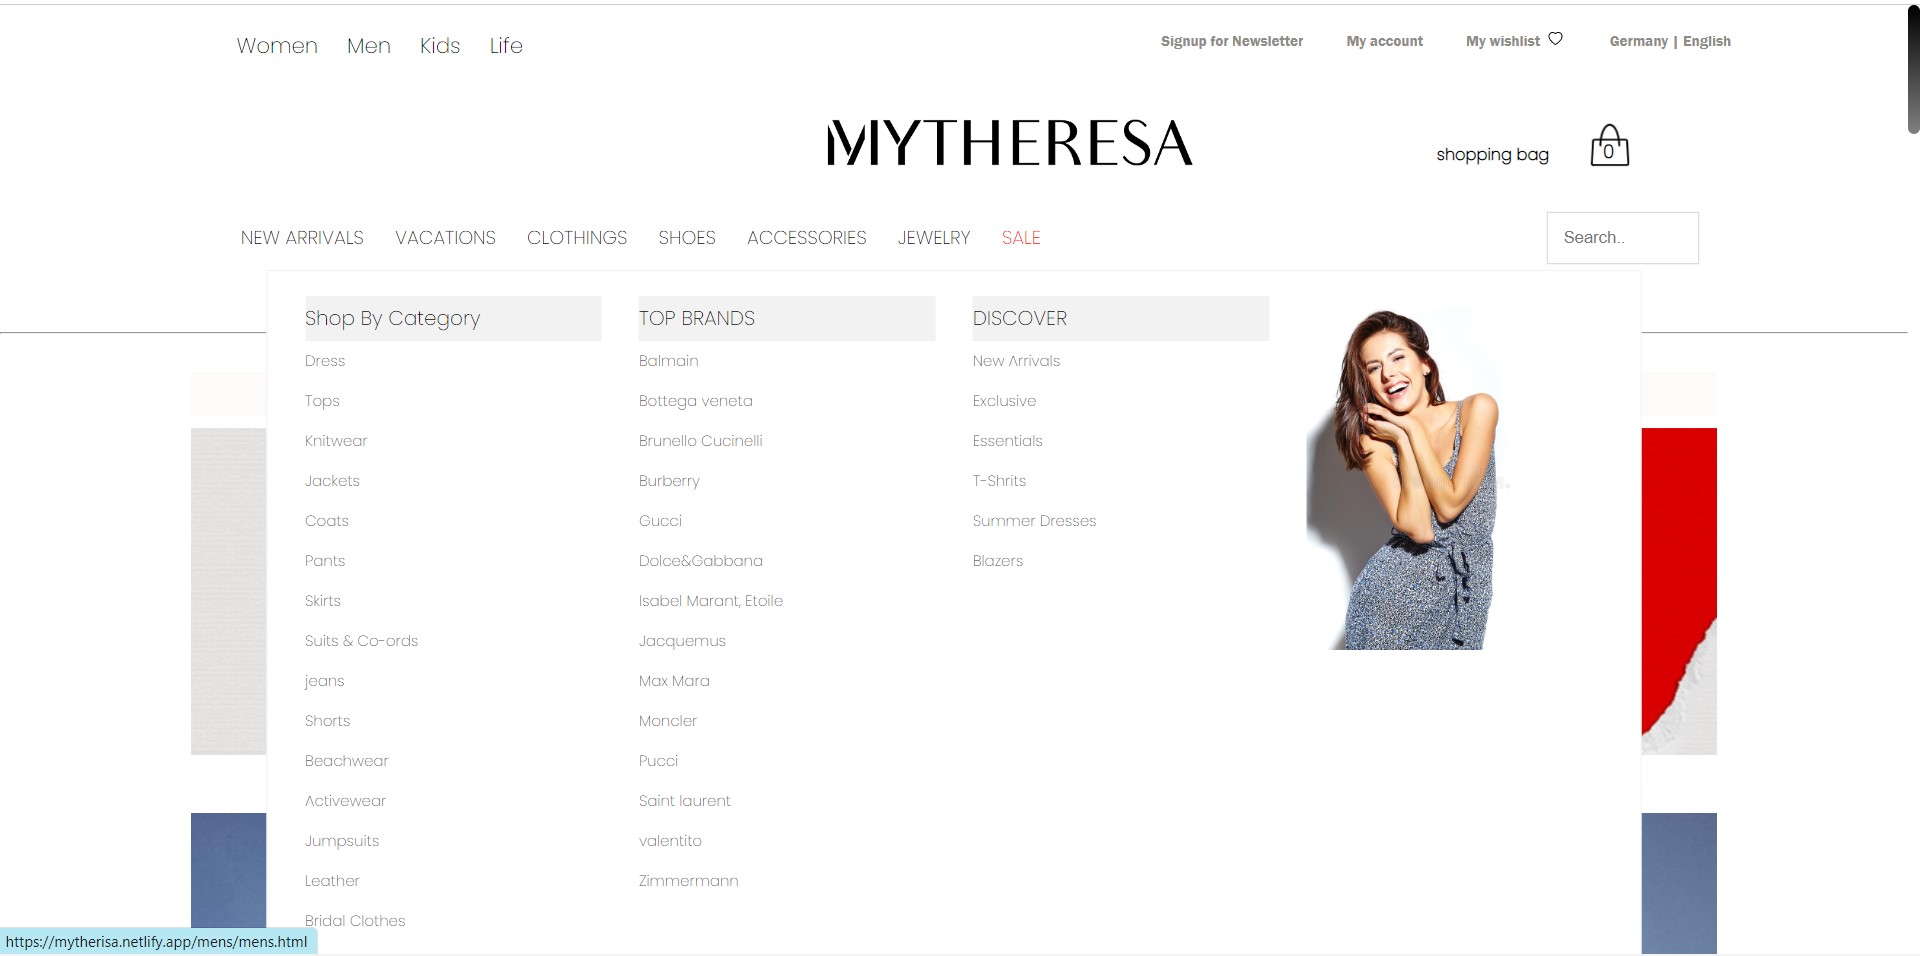 Women Men Kids Life
Signup for Newsletter My account My wishlist Germany | English
MYTHERESA
shopping bag 0
NEW ARRIVALS VACATIONS CLOTHINGS SHOES ACCESSORIES JEWELRY SALE
Search..
Shop By Category
Dress
Tops
Knitwear
Jackets
Coats
Pants
Skirts
Suits & Co-ords
jeans
Shorts
Beachwear
Activewear
Jumpsuits
Leather
Bridal Clothes
TOP BRANDS
Balmain
Bottega veneta
Brunello Cucinelli
Burberry
Gucci
Dolce&Gabbana
Isabel Marant, Etoile
Jacquemus
Max Mara
Moncler
Pucci
Saint laurent
valentito
Zimmermann
DISCOVER
New Arrivals
Exclusive
Essentials
T-Shrits
Summer Dresses
Blazers
https://mytherisa.netlify.app/mens/mens.html